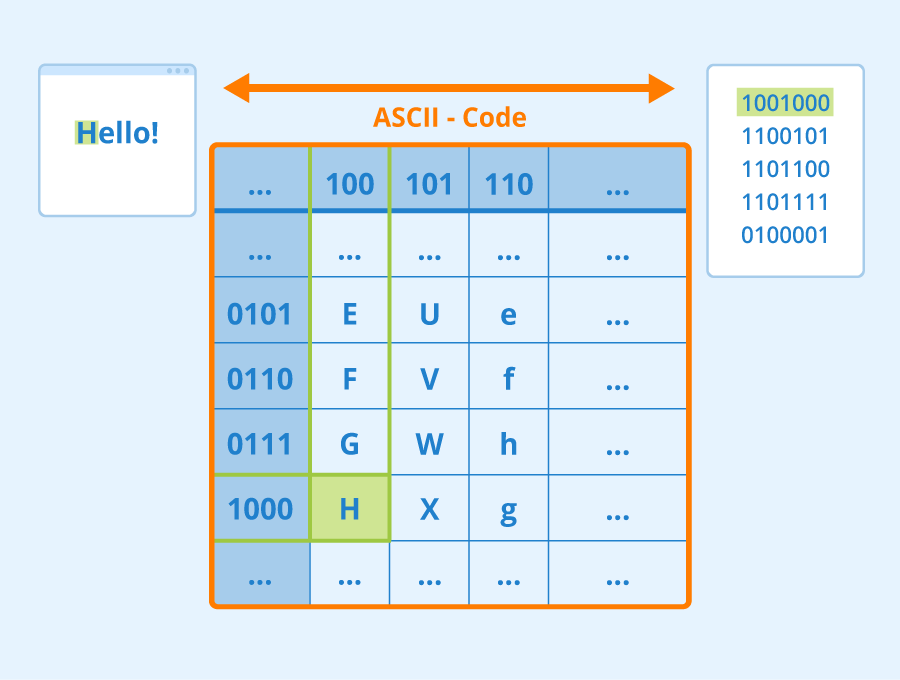 Hello!
ASCII - Code
... 100 101 110 ...
... ... ... ... ...
0101 E U e ...
0110 F V f ...
0111 G W h ...
1000 H X g ...
... ... ... ... ...
1001000
1100101
1101100
1101111
0100001